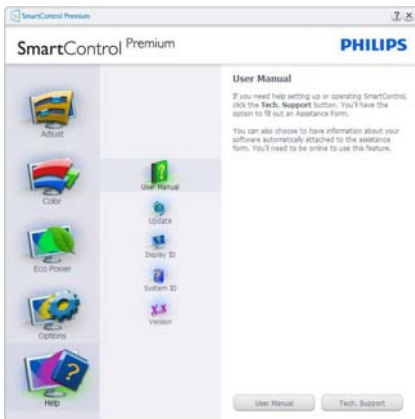 SmartControl Premium
SmartControl Premium
PHILIPS
Adjust
Color
Eco Power
Options
Help
User Manual
Update
Display ID
System ID
X.x
Version
User Manual
If you need help setting up or operating SmartControl,
click the Tech. Support button. You'll have the
option to fill out an Assistance Form.
You can also choose to have information about your
software automatically attached to the assistance
form. You'll need to be online to use this feature.
User Manual
Tech. Support